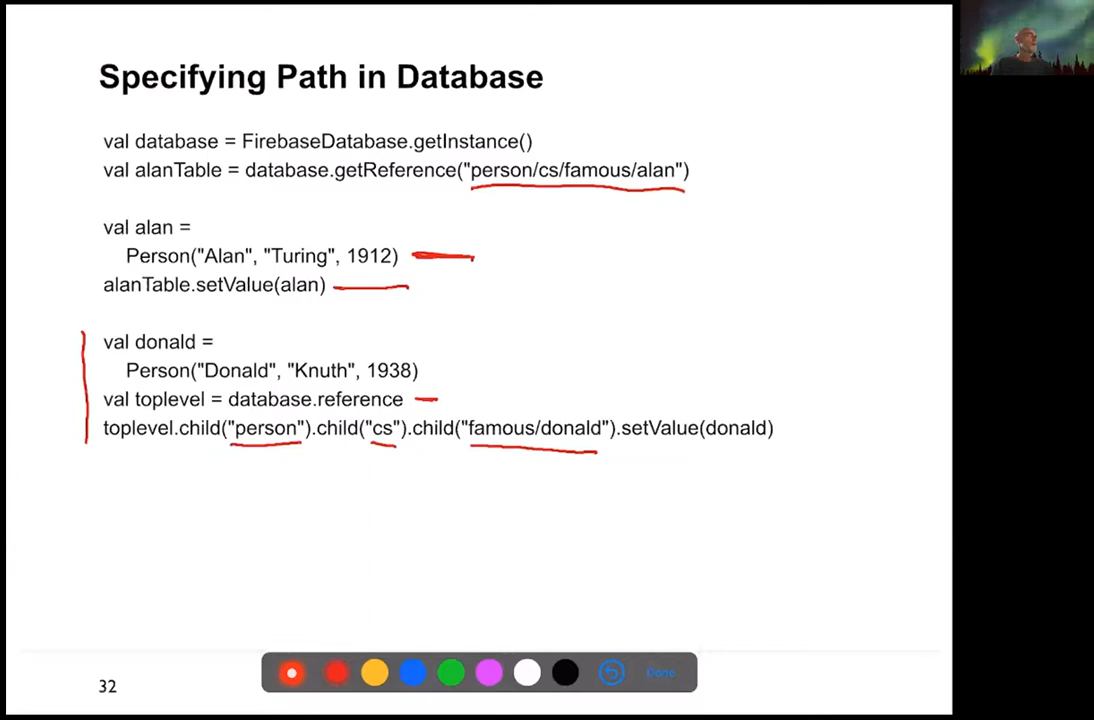 Specifying Path in Database
val database = FirebaseDatabase.getInstance()
val alanTable = database.getReference("person/cs/famous/alan")
val alan =
Person("Alan", "Turing", 1912)
alanTable.setValue(alan)
val donald =
Person("Donald", "Knuth", 1938)
val toplevel = database.reference
toplevel.child("person").child("cs").child("famous/donald").setValue(donald)
32
Done